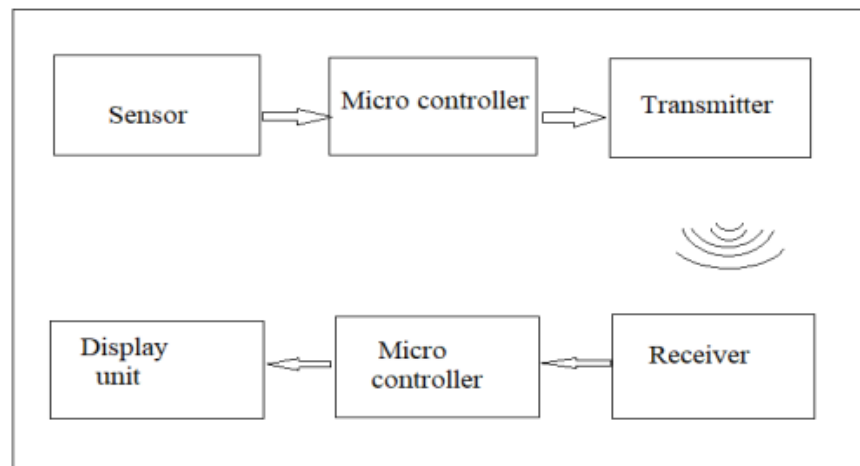 Sensor
Micro controller
Transmitter
Display
unit
Micro
controller
Receiver